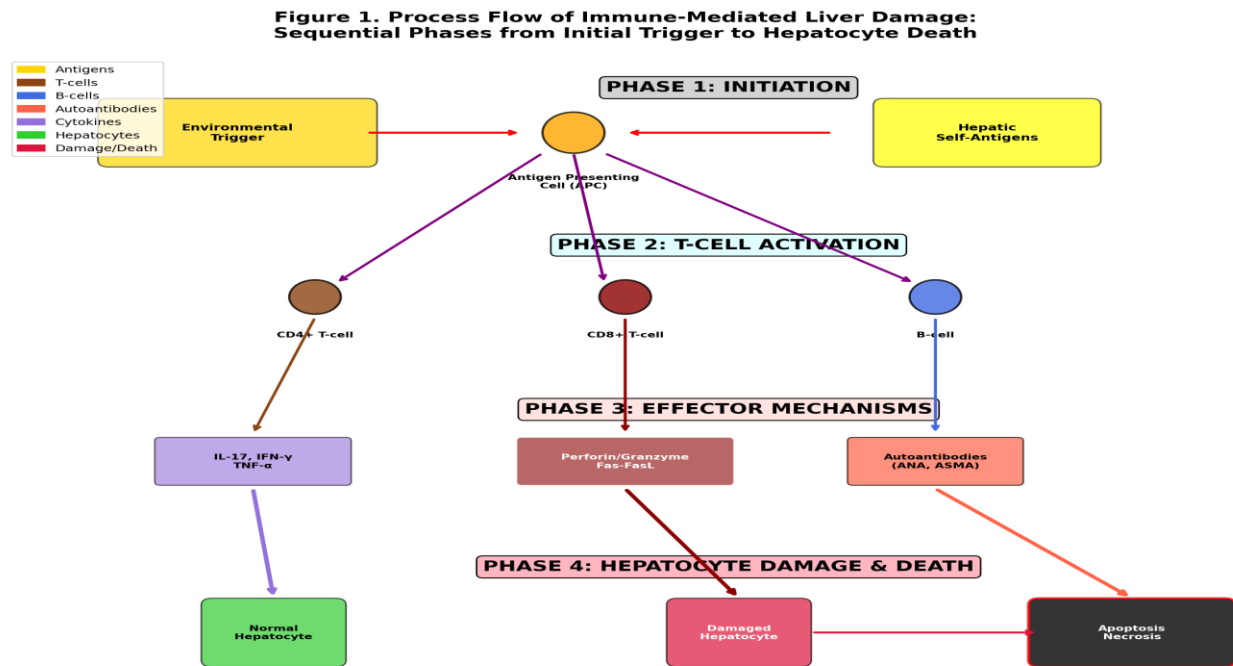 Figure 1. Process Flow of Immune-Mediated Liver Damage:
Sequential Phases from Initial Trigger to Hepatocyte Death
Antigens
T-cells
B-cells
Autoantibodies
Cytokines
Hepatocytes
Damage/Death
PHASE 1: INITIATION
Environmental
Trigger
Hepatic
Self-Antigens
Antigen Presenting
Cell (APC)
PHASE 2: T-CELL ACTIVATION
CD4+ T-cell
CD8+ T-cell
B-cell
PHASE 3: EFFECTOR MECHANISMS
IL-17, IFN-γ
TNF-α
Perforin/Granzyme
Fas-FasL
Autoantibodies
(ANA, ASMA)
PHASE 4: HEPATOCYTE DAMAGE & DEATH
Normal
Hepatocyte
Damaged
Hepatocyte
Apoptosis
Necrosis